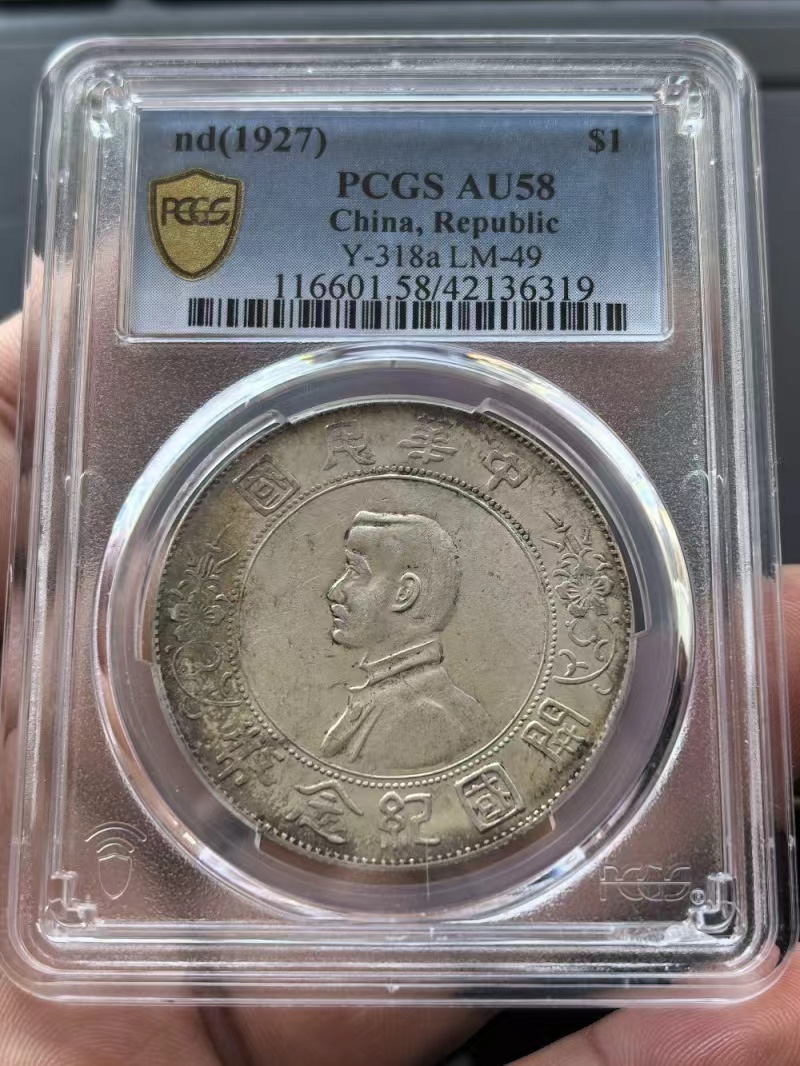 nd(1927) $1
PCGS AU58
PCGS
China, Republic
Y-318a LM-49
116601.58/42136319
中華民國
開國紀念幣
PCGS